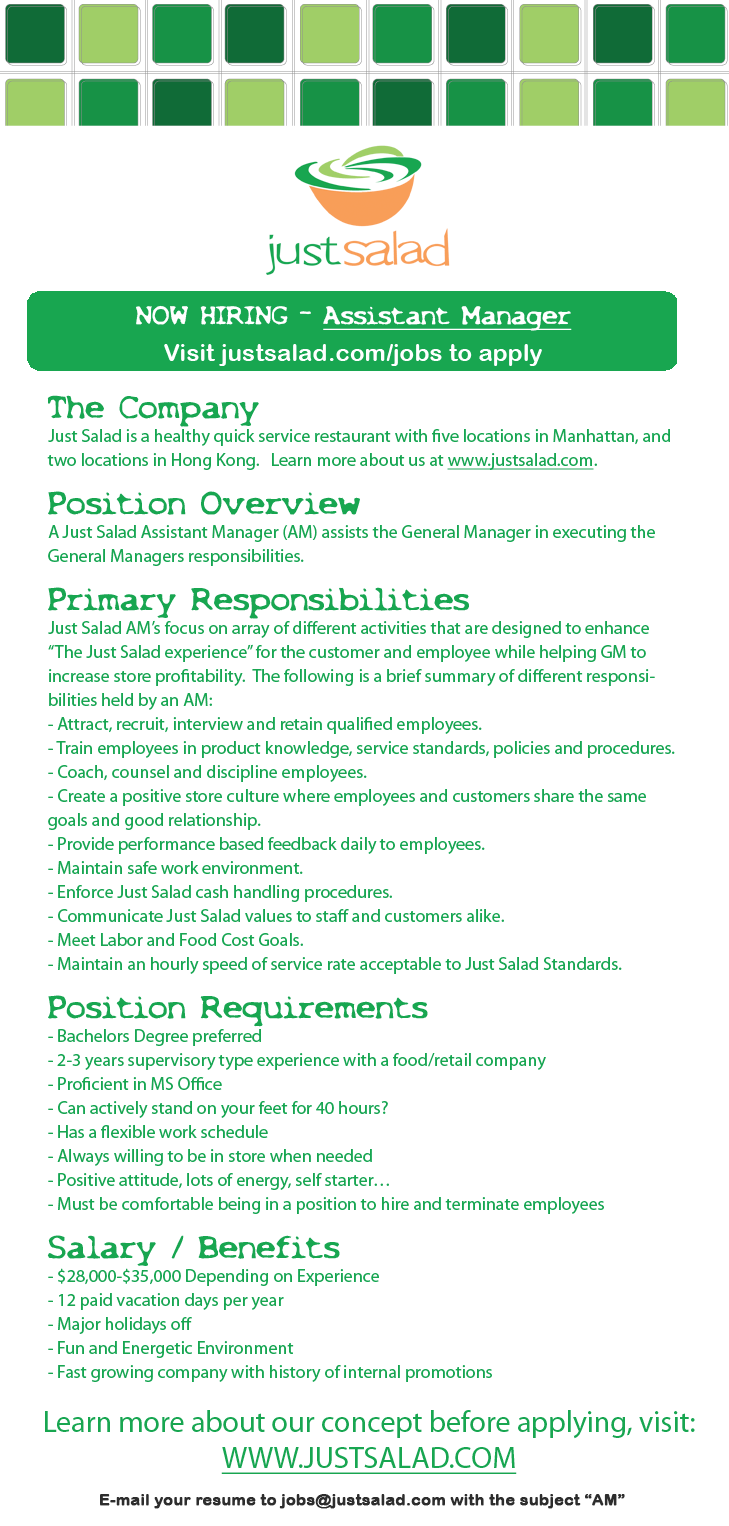 justsalad
NOW HIRING - Assistant Manager
Visit justsalad.com/jobs to apply
The Company
Just Salad is a healthy quick service restaurant with five locations in Manhattan, and
two locations in Hong Kong.   Learn more about us at www.justsalad.com.
Position Overview
A Just Salad Assistant Manager (AM) assists the General Manager in executing the
General Managers responsibilities.
Primary Responsibilities
Just Salad AM’s focus on array of different activities that are designed to enhance
“The Just Salad experience” for the customer and employee while helping GM to
increase store profitability.  The following is a brief summary of different responsi-
bilities held by an AM:
- Attract, recruit, interview and retain qualified employees.
- Train employees in product knowledge, service standards, policies and procedures.
- Coach, counsel and discipline employees.
- Create a positive store culture where employees and customers share the same
goals and good relationship.
- Provide performance based feedback daily to employees.
- Maintain safe work environment.
- Enforce Just Salad cash handling procedures.
- Communicate Just Salad values to staff and customers alike.
- Meet Labor and Food Cost Goals.
- Maintain an hourly speed of service rate acceptable to Just Salad Standards.
Position Requirements
- Bachelors Degree preferred
- 2-3 years supervisory type experience with a food/retail company
- Proficient in MS Office
- Can actively stand on your feet for 40 hours?
- Has a flexible work schedule
- Always willing to be in store when needed
- Positive attitude, lots of energy, self starter…
- Must be comfortable being in a position to hire and terminate employees
Salary / Benefits
- $28,000-$35,000 Depending on Experience
- 12 paid vacation days per year
- Major holidays off
- Fun and Energetic Environment
- Fast growing company with history of internal promotions
Learn more about our concept before applying, visit:
WWW.JUSTSALAD.COM
E-mail your resume to jobs@justsalad.com with the subject “AM”